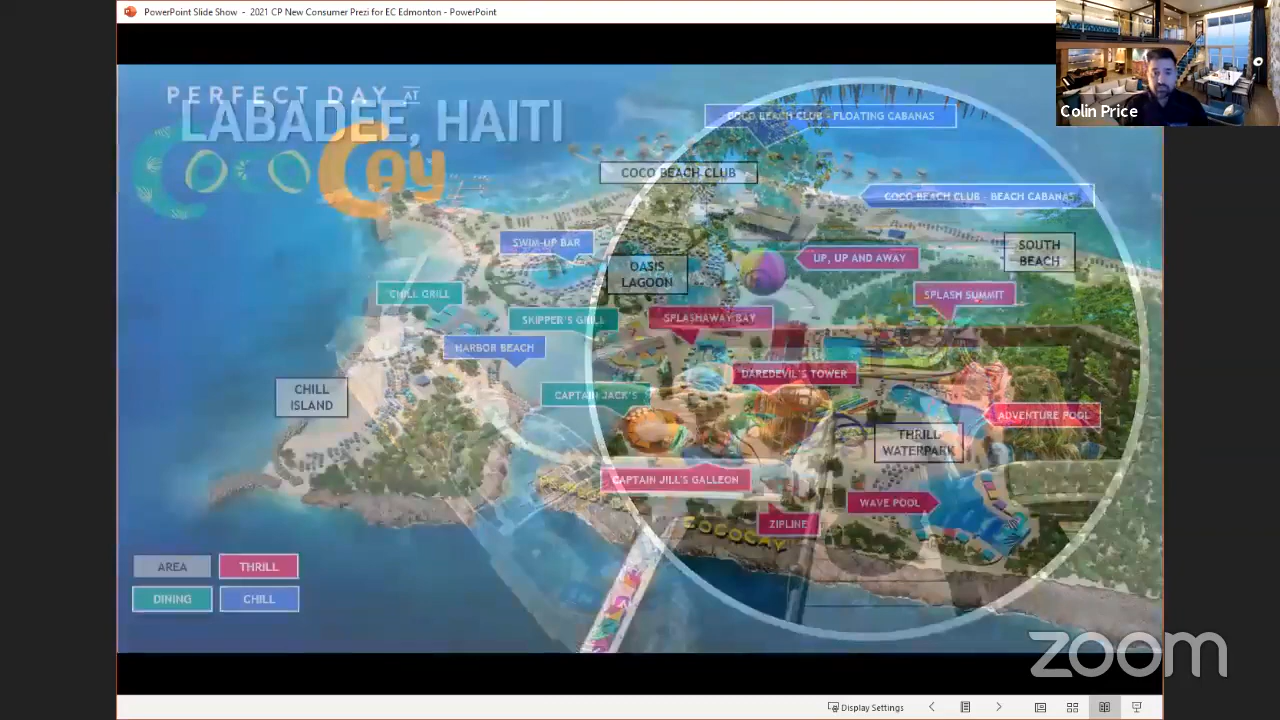 PowerPoint Slide Show - 2021 CP New Consumer Prezi for EC Edmonton - PowerPoint
Colin Price
PERFECT DAY AT
LABADEE, HAITI
CocoCay
COCO BEACH CLUB - FLOATING CABANAS
COCO BEACH CLUB
COCO BEACH CLUB - BEACH CABANAS
SWIM-UP BAR
SOUTH
BEACH
UP, UP AND AWAY
OASIS
LAGOON
CHILL GRILL
SPLASH SUMMIT
SKIPPER'S GRILL
SPLASHAWAY BAY
HARBOR BEACH
DAREDEVIL'S TOWER
CHILL
ISLAND
CAPTAIN JACK'S
ADVENTURE POOL
THRILL
WATERPARK
CAPTAIN JILL'S GALLEON
WAVE POOL
ZIPLINE
COCOCAY
AREA
THRILL
DINING
CHILL
zoom
Display Settings